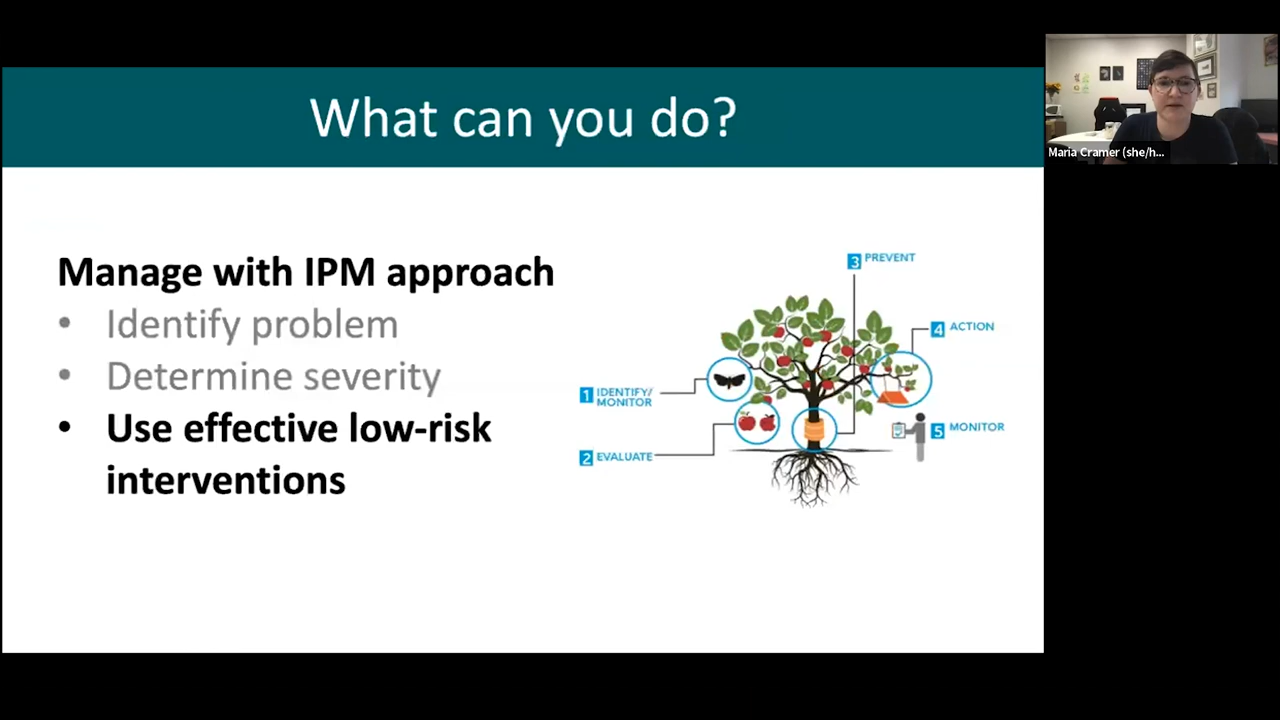 What can you do?
Manage with IPM approach
• Identify problem
• Determine severity
• Use effective low-risk
interventions
3 PREVENT
4 ACTION
1 IDENTIFY/
MONITOR
5 MONITOR
2 EVALUATE
Maria Cramer (she/h...